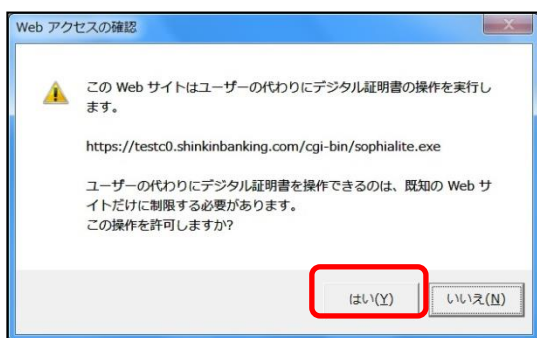 Web アクセスの確認
この Web サイトはユーザーの代わりにデジタル証明書の操作を実行し
ます。
https://testc0.shinkinbanking.com/cgi-bin/sophialite.exe
ユーザーの代わりにデジタル証明書を操作できるのは、既知の Web サ
イトだけに制限する必要があります。
この操作を許可しますか?
はい(Y)
いいえ(N)